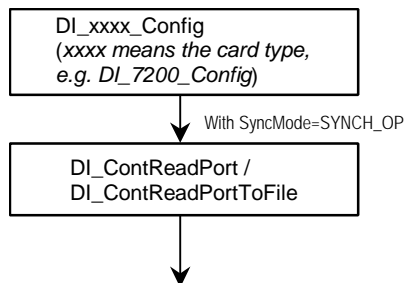 DI_xxxx_Config
(xxxx means the card type,
e.g. DI_7200_Config)
With SyncMode=SYNCH_OP
DI_ContReadPort /
DI_ContReadPortToFile